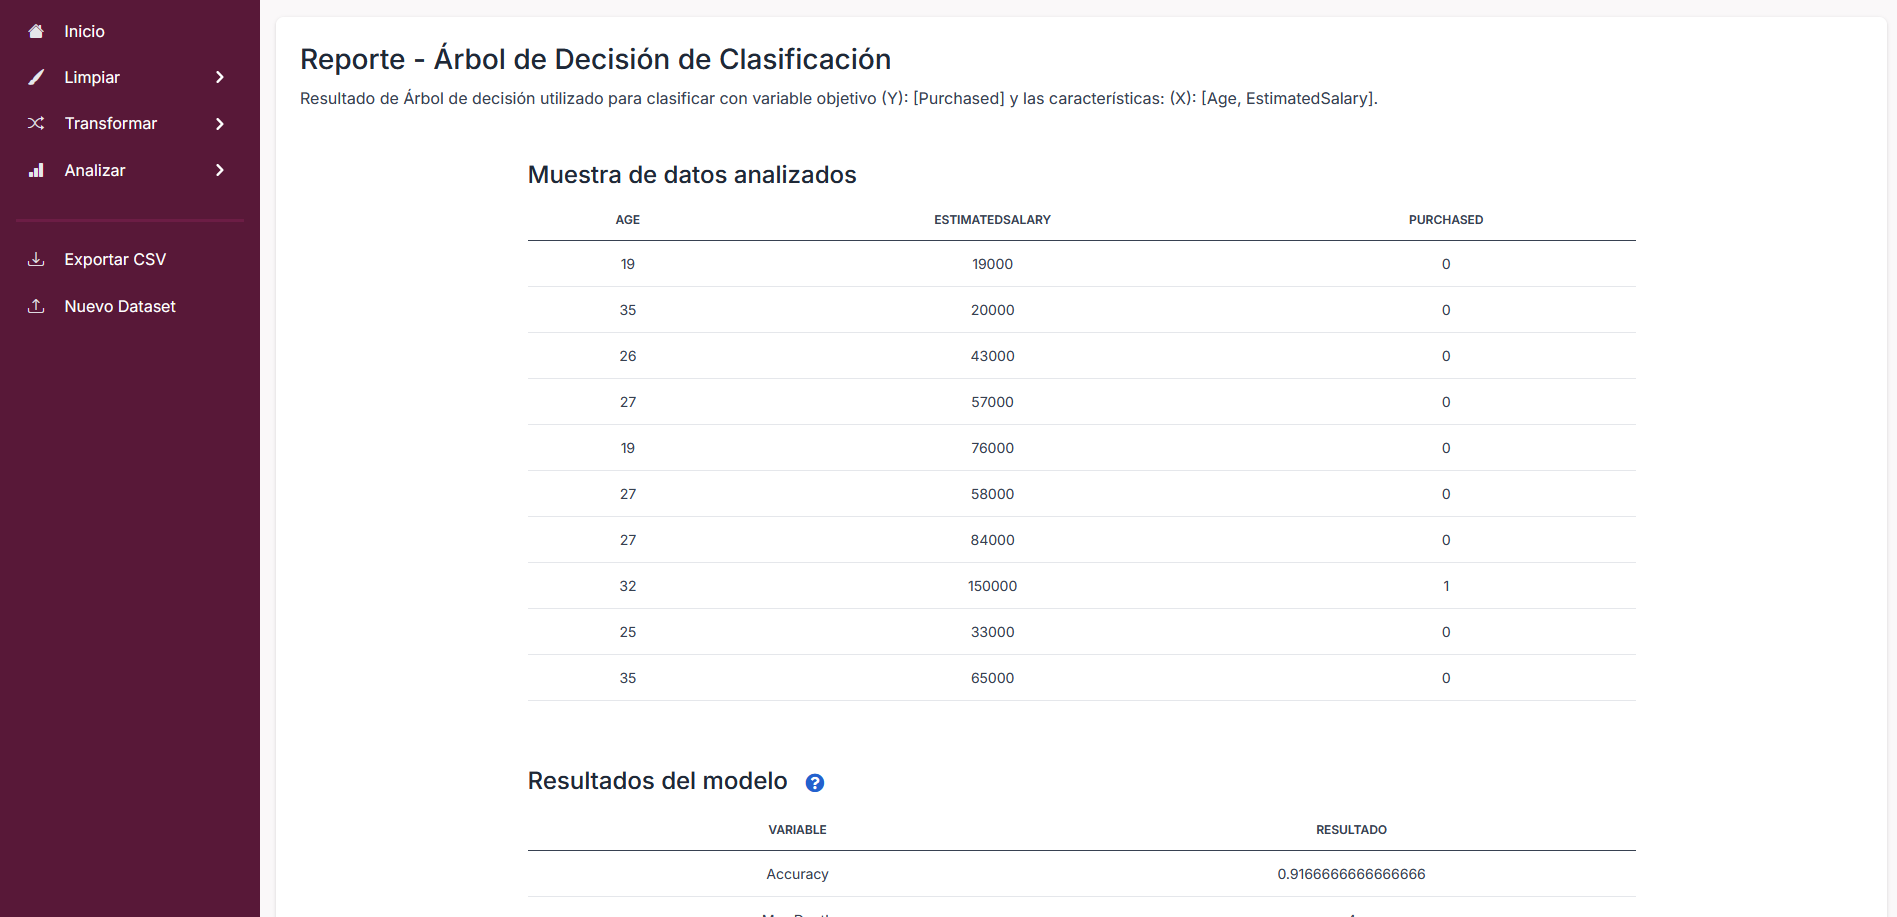 Inicio
Limpiar
Transformar
Analizar
Exportar CSV
Nuevo Dataset
Reporte - Árbol de Decisión de Clasificación
Resultado de Árbol de decisión utilizado para clasificar con variable objetivo (Y): [Purchased] y las características: (X): [Age, EstimatedSalary].
Muestra de datos analizados
AGE ESTIMATEDSALARY PURCHASED
19 19000 0
35 20000 0
26 43000 0
27 57000 0
19 76000 0
27 58000 0
27 84000 0
32 150000 1
25 33000 0
35 65000 0
Resultados del modelo ?
VARIABLE RESULTADO
Accuracy 0.9166666666666666